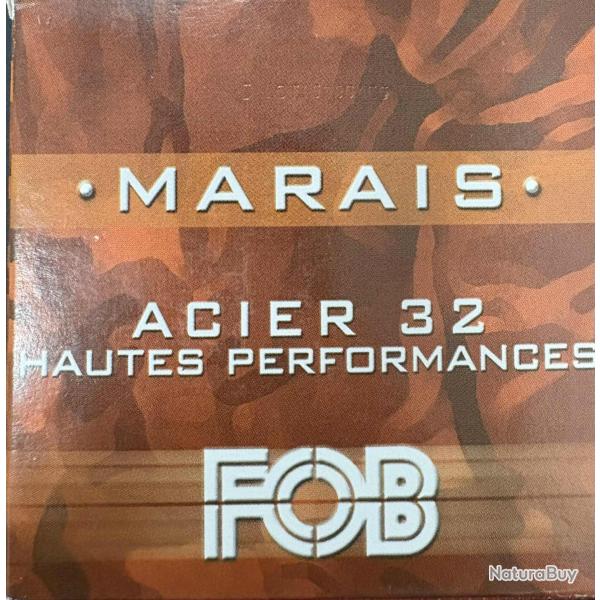 • MARAIS •
ACIER 32
HAUTES PERFORMANCES
FOB
NaturaBuy